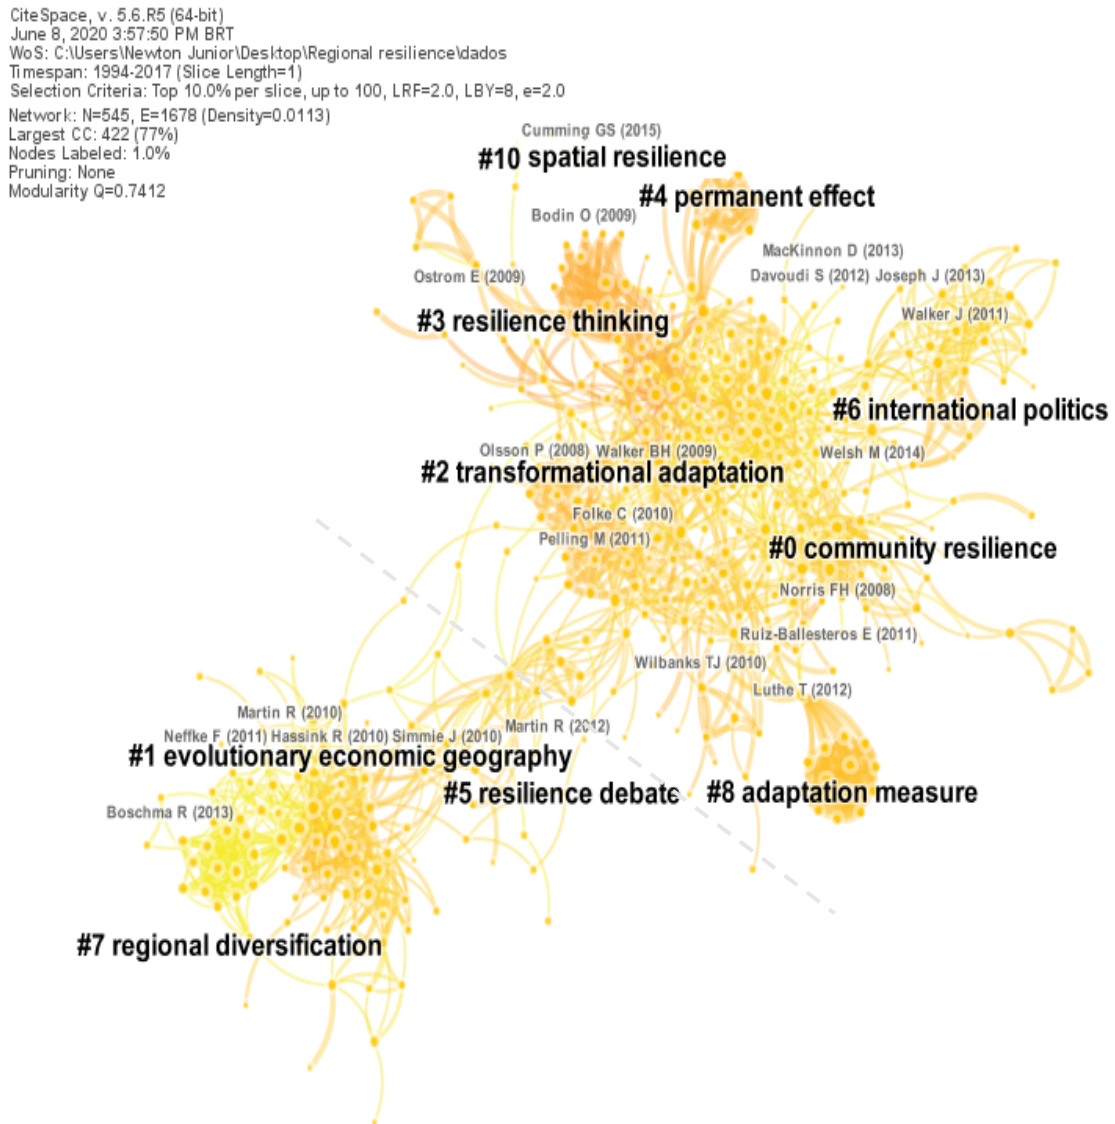 CiteSpace, v. 5.6.R5 (64-bit)
June 8, 2020 3:57:50 PM BRT
WoS: C:\Users\Newton Junior\Desktop\Regional resilience\dados
Timespan: 1994-2017 (Slice Length=1)
Selection Criteria: Top 10.0% per slice, up to 100, LRF=2.0, LBY=8, e=2.0
Network: N=545, E=1678 (Density=0.0113)
Largest CC: 422 (77%)
Nodes Labeled: 1.0%
Pruning: None
Modularity Q=0.7412
Cumming GS (2015)
#10 spatial resilience
#4 permanent effect
Bodin O (2009)
MacKinnon D (2013)
Ostrom E (2009)
Davoudi S (2012) Joseph J (2013)
Walker J (2011)
#3 resilience thinking
#6 international politics
Olsson P (2008) Walker BH (2009)
Welsh M (2014)
#2 transformational adaptation
Folke C (2010)
Pelling M (2011)
#0 community resilience
Norris FH (2008)
Ruiz-Ballesteros E (2011)
Wilbanks TJ (2010)
Luthe T (2012)
Martin R (2010)
Martin R (2012)
Neffke F (2011) Hassink R (2010) Simmie J (2010)
#1 evolutionary economic geography
#5 resilience debate
#8 adaptation measure
Boschma R (2013)
#7 regional diversification